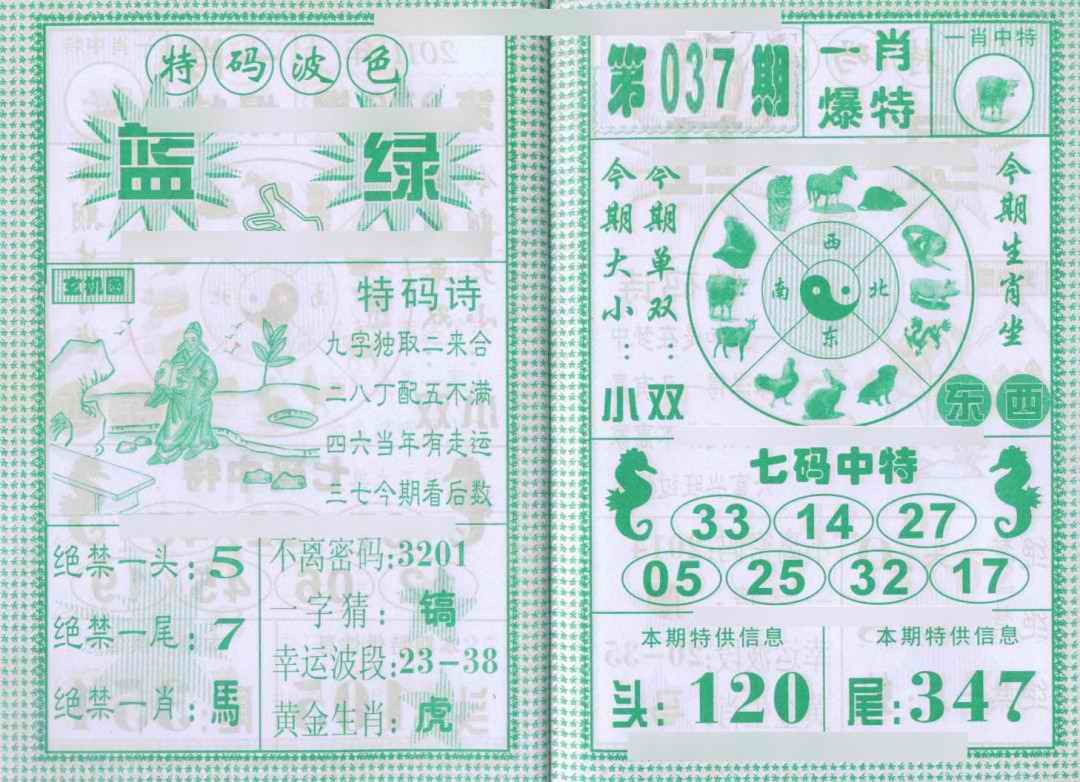 特码波色
蓝 绿
玄机图
特码诗
九字独取二来合
二八丁配五不满
四六当年有走运
三七今期看后数
绝禁一头:5
绝禁一尾:7
绝禁一肖:馬
不离密码:3201
一字猜:镐
幸运波段:23-38
黄金生肖:虎
第037期
一肖
爆特
一肖中特
今期大小:小
今期单双:双
西
南 北
东
今期生肖坐
东西
七码中特
33 14 27
05 25 32 17
本期特供信息
头:120
本期特供信息
尾:347